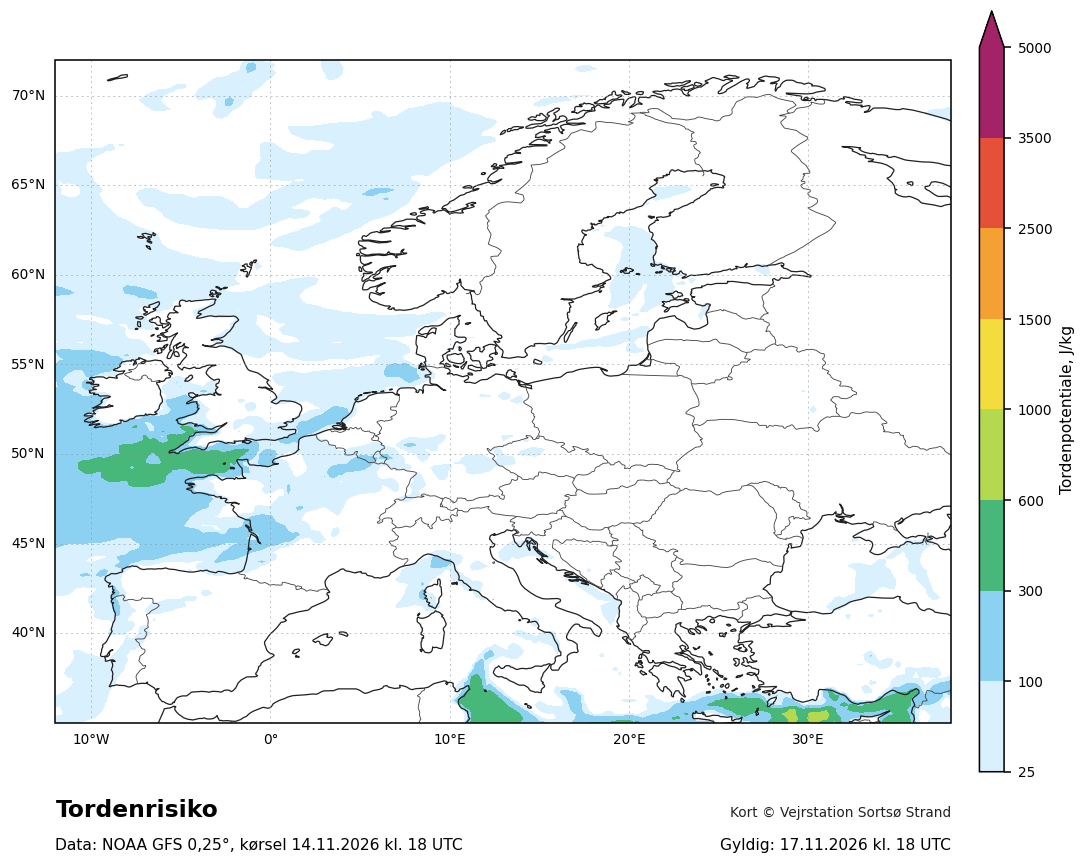 70°N
65°N
60°N
55°N
50°N
45°N
40°N
10°W
0°
10°E
20°E
30°E
5000
3500
2500
1500
1000
600
300
100
25
Tordenpotentiale, J/kg
Tordenrisiko
Kort © Vejrstation Sortsø Strand
Data: NOAA GFS 0,25°, kørsel 14.11.2026 kl. 18 UTC
Gyldig: 17.11.2026 kl. 18 UTC